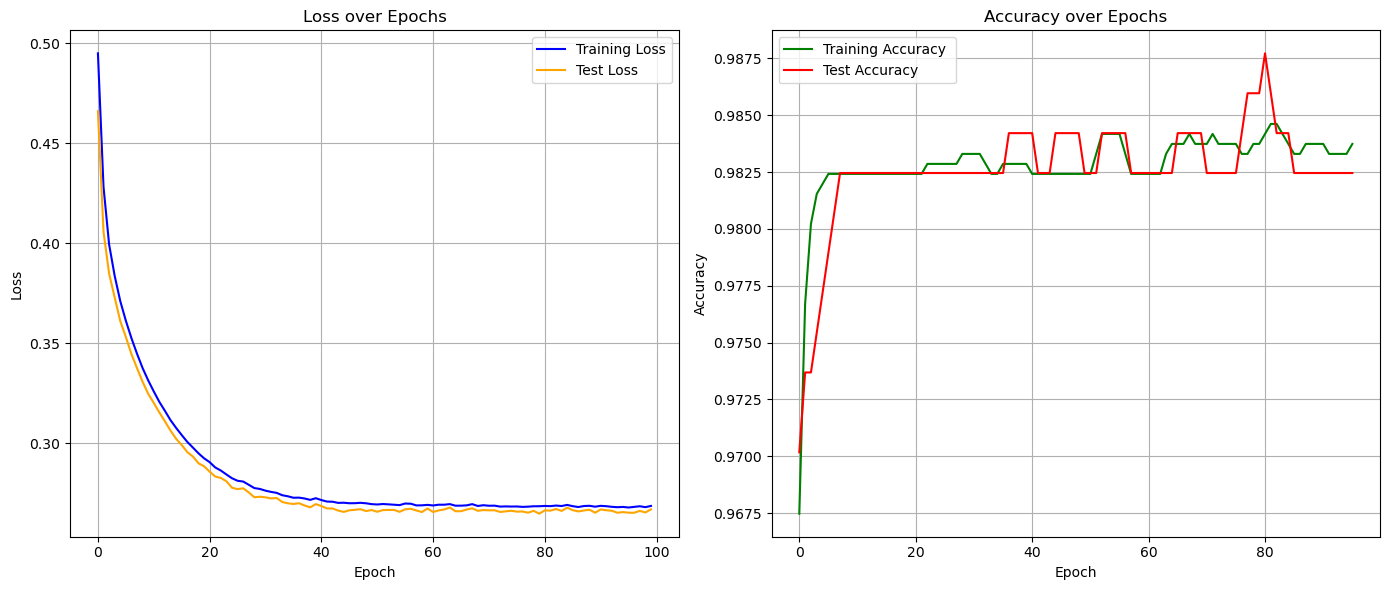 Loss over Epochs
Training Loss
Test Loss
0.50
0.45
0.40
0.35
0.30
Loss
0
20
40
60
80
100
Epoch
Accuracy over Epochs
Training Accuracy
Test Accuracy
0.9875
0.9850
0.9825
0.9800
0.9775
0.9750
0.9725
0.9700
0.9675
Accuracy
0
20
40
60
80
Epoch